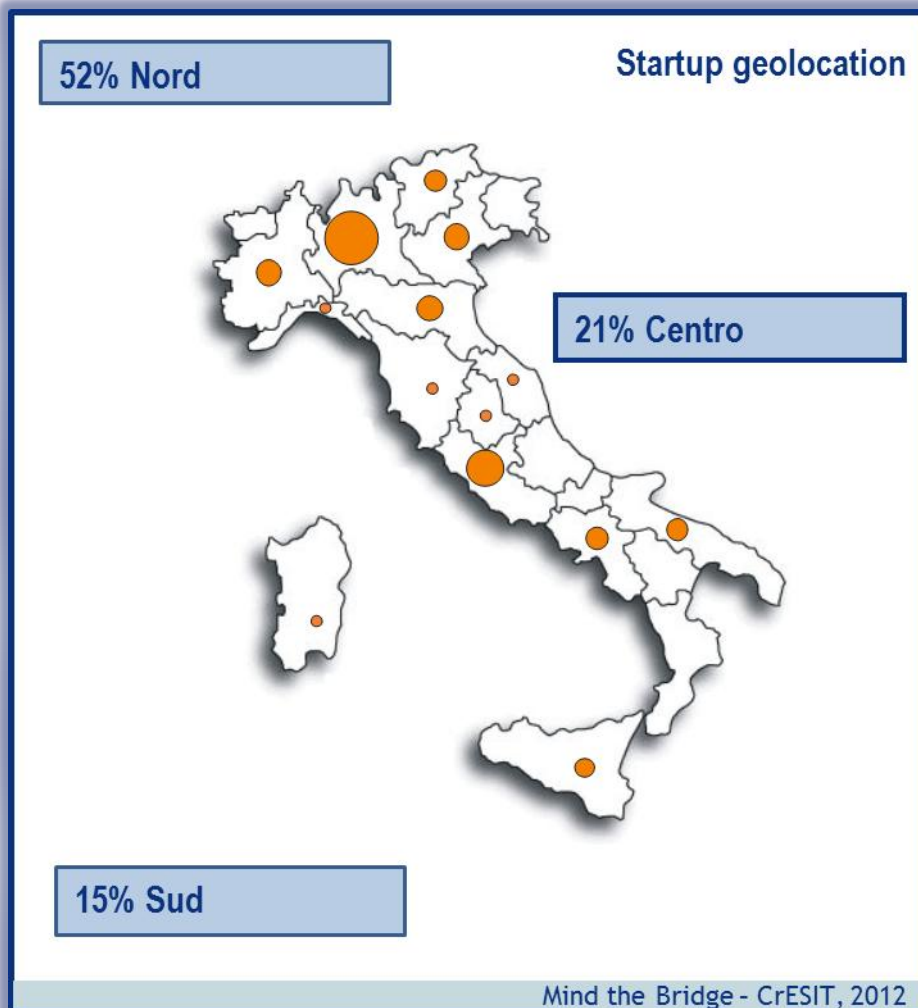 52% Nord
Startup geolocation
21% Centro
15% Sud
Mind the Bridge - CrESIT, 2012